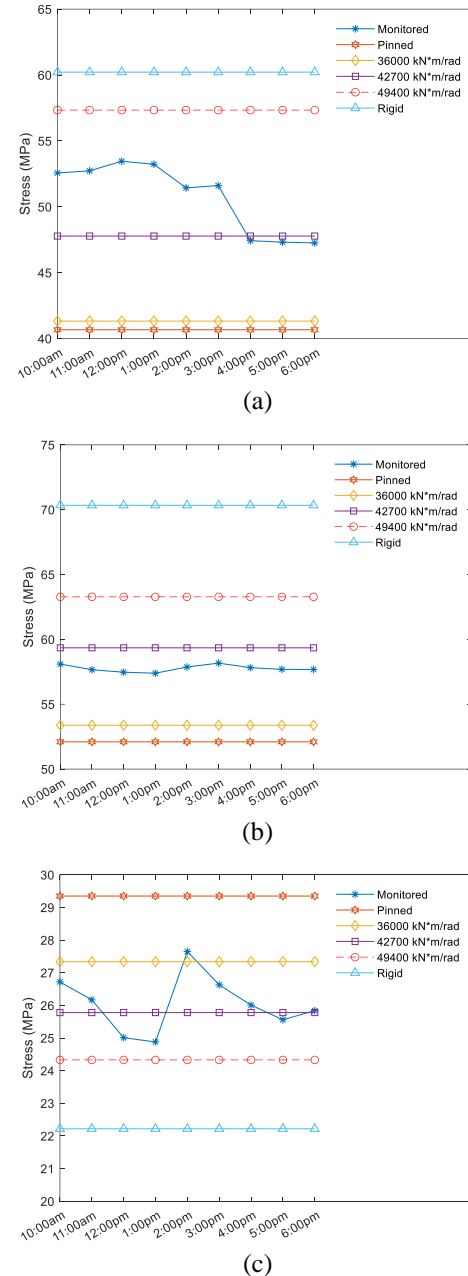 65
60
55
50
45
40
Stress (MPa)
10:00am
11:00am
12:00pm
1:00pm
2:00pm
3:00pm
4:00pm
5:00pm
6:00pm
Monitored
Pinned
36000 kN*m/rad
42700 kN*m/rad
49400 kN*m/rad
Rigid
(a)
75
70
65
60
55
50
Stress (MPa)
10:00am
11:00am
12:00pm
1:00pm
2:00pm
3:00pm
4:00pm
5:00pm
6:00pm
Monitored
Pinned
36000 kN*m/rad
42700 kN*m/rad
49400 kN*m/rad
Rigid
(b)
30
29
28
27
26
25
24
23
22
21
20
Stress (MPa)
10:00am
11:00am
12:00pm
1:00pm
2:00pm
3:00pm
4:00pm
5:00pm
6:00pm
Monitored
Pinned
36000 kN*m/rad
42700 kN*m/rad
49400 kN*m/rad
Rigid
(c)